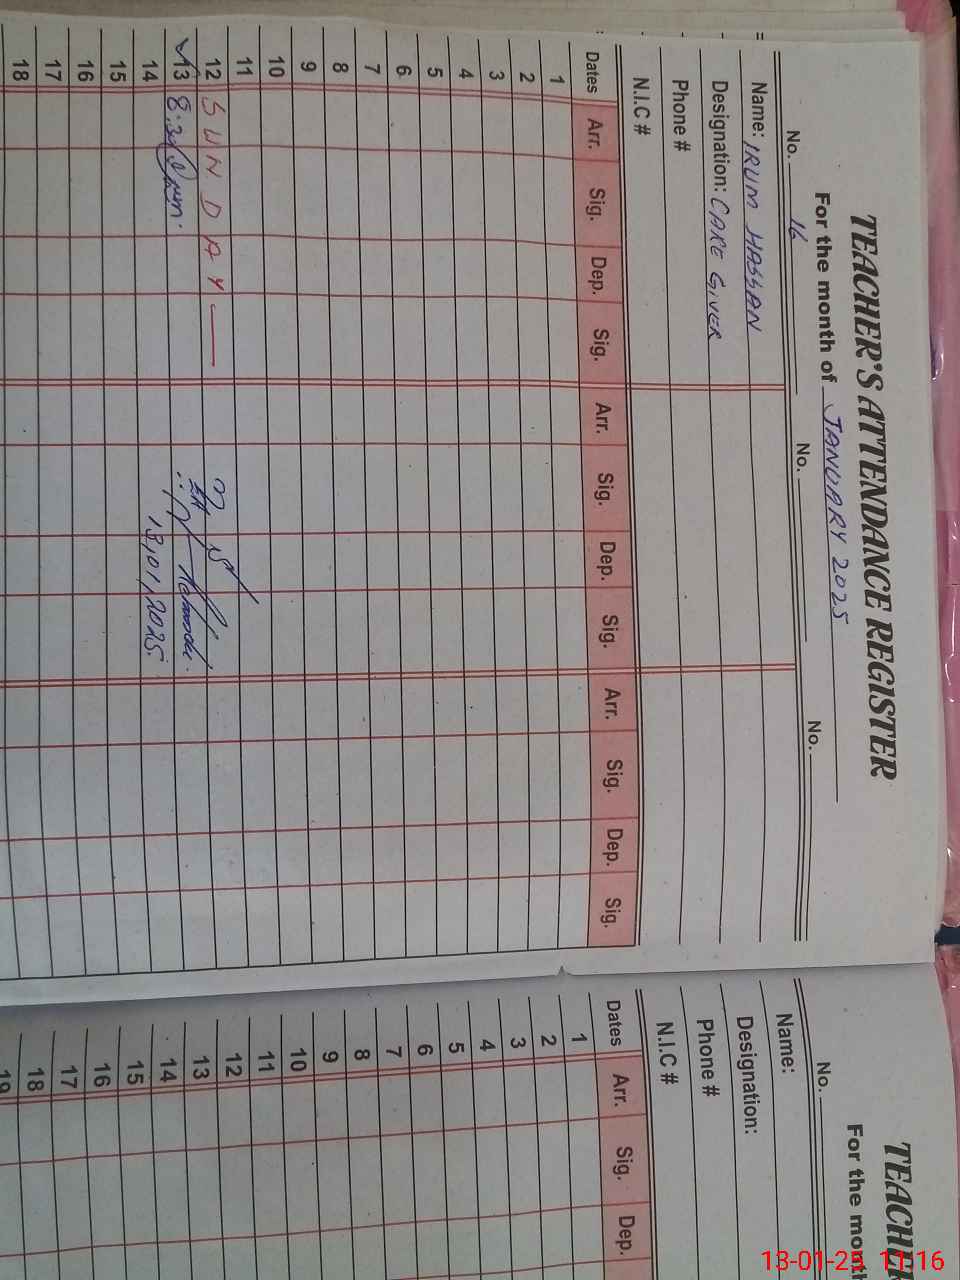 TEACHER'S ATTENDANCE REGISTER
For the month of JANUARY 2025
No. 16 No. No.
Name: IRUM HASSAN
Designation: CARE GIVER
Phone #
N.I.C #
Dates Arr. Sig. Dep. Sig. Arr. Sig. Dep. Sig. Arr. Sig. Dep. Sig.
1
2
3
4
5
6
7
8
9
10
11
12 SUNDAY
13 8:30
13,01,2025.
14
15
16
17
18
TEACHE
For the month
No.
Name:
Designation:
Phone #
N.I.C #
Dates Arr. Sig. Dep.
1
2
3
4
5
6
7
8
9
10
11
12
13
14
15
16
17
18
19
13-01-25 11:16